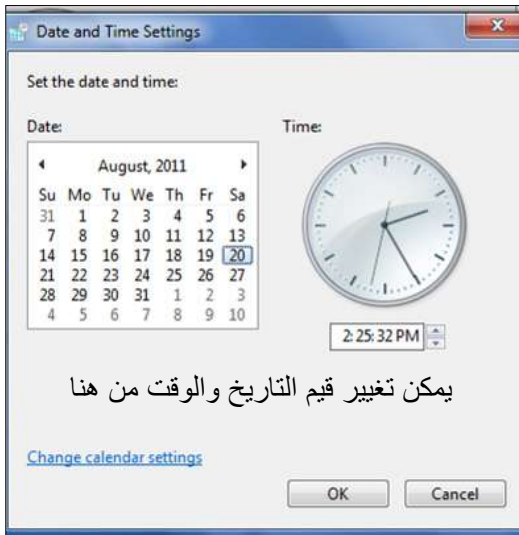 Date and Time Settings
Set the date and time:
Date:
Time:
August, 2011
Su Mo Tu We Th Fr Sa
31 1 2 3 4 5 6
7 8 9 10 11 12 13
14 15 16 17 18 19 20
21 22 23 24 25 26 27
28 29 30 31 1 2 3
4 5 6 7 8 9 10
2:25:32 PM
يمكن تغيير قيم التاريخ والوقت من هنا
Change calendar settings
OK Cancel